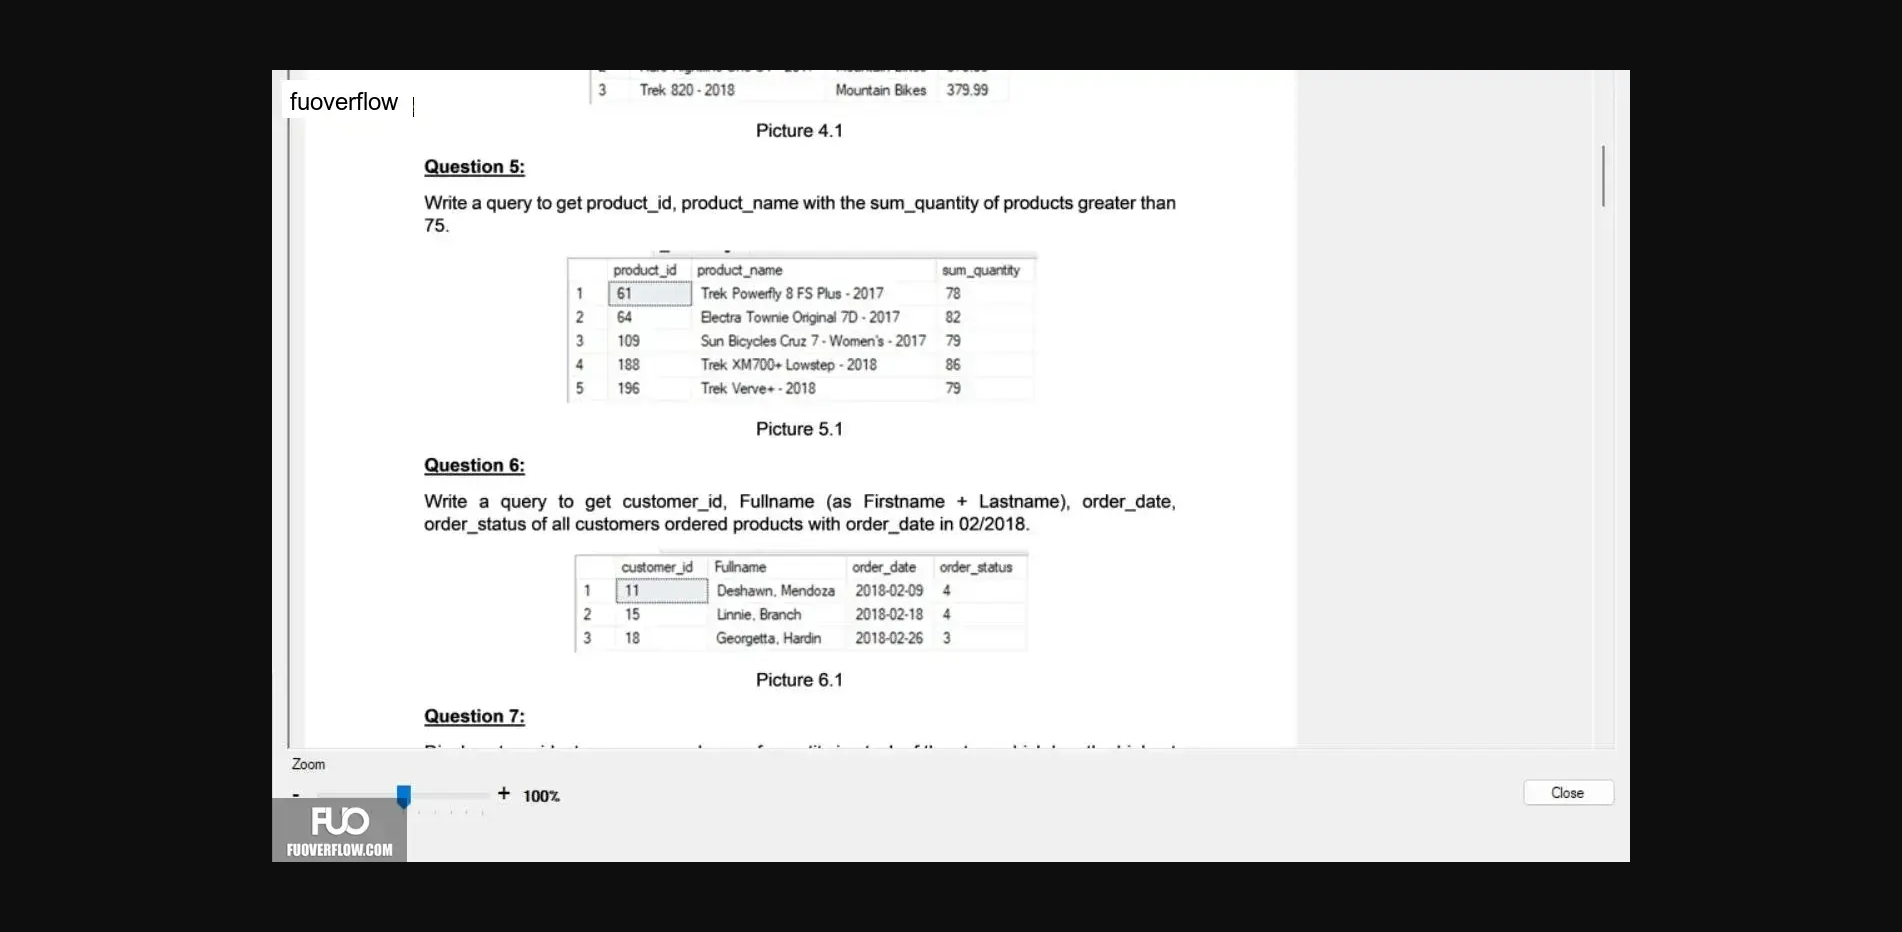 fuoverflow
3 Trek 820 - 2018 Mountain Bikes 379.99
Picture 4.1
Question 5:
Write a query to get product_id, product_name with the sum_quantity of products greater than
75.
product_id product_name sum_quantity
1 61 Trek Powerfly 8 FS Plus - 2017 78
2 64 Electra Townie Original 7D - 2017 82
3 109 Sun Bicycles Cruz 7 - Women's - 2017 79
4 188 Trek XM700+ Lowstep - 2018 86
5 196 Trek Verve+ - 2018 79
Picture 5.1
Question 6:
Write a query to get customer_id, Fullname (as Firstname + Lastname), order_date,
order_status of all customers ordered products with order_date in 02/2018.
customer_id Fullname order_date order_status
1 11 Deshawn, Mendoza 2018-02-09 4
2 15 Linnie, Branch 2018-02-18 4
3 18 Georgetta, Hardin 2018-02-26 3
Picture 6.1
Question 7:
Zoom
- + 100%
Close
FUO
FUOVERFLOW.COM